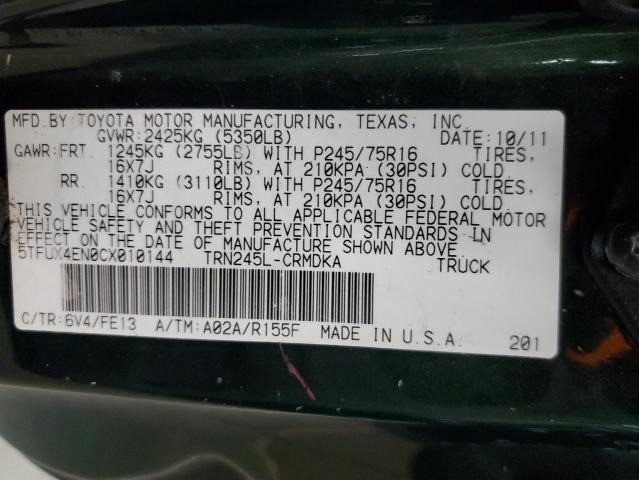 MFD.BY:TOYOTA MOTOR MANUFACTURING, TEXAS, INC.
GVWR:2425KG (5350LB) DATE:10/11
GAWR:FRT. 1245KG (2755LB) WITH P245/75R16 TIRES,
16X7J RIMS, AT 210KPA (30PSI) COLD.
RR. 1410KG (3110LB) WITH P245/75R16 TIRES,
16X7J RIMS, AT 210KPA (30PSI) COLD.
THIS VEHICLE CONFORMS TO ALL APPLICABLE FEDERAL MOTOR
VEHICLE SAFETY AND THEFT PREVENTION STANDARDS IN
EFFECT ON THE DATE OF MANUFACTURE SHOWN ABOVE.
5TFUX4EN0CX010144 TRN245L-CRMDKA TRUCK
C/TR:6V4/FE13 A/TM:A02A/R155F MADE IN U.S.A. 201